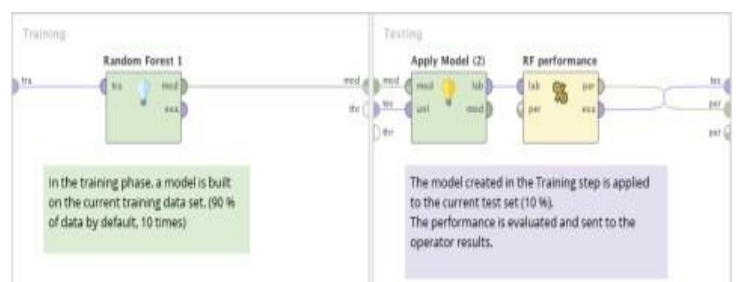 Training
Testing
Random Forest 1
Apply Model (2)
RF performance
tra
tra
mod
exa
mod
thr
mod
tes
thr
mod
unl
lab
mod
lab
per
per
exa
tes
per
per
In the training phase, a model is built
on the current training data set. (90 %
of data by default, 10 times)
The model created in the Training step is applied
to the current test set (10 %).
The performance is evaluated and sent to the
operator results.